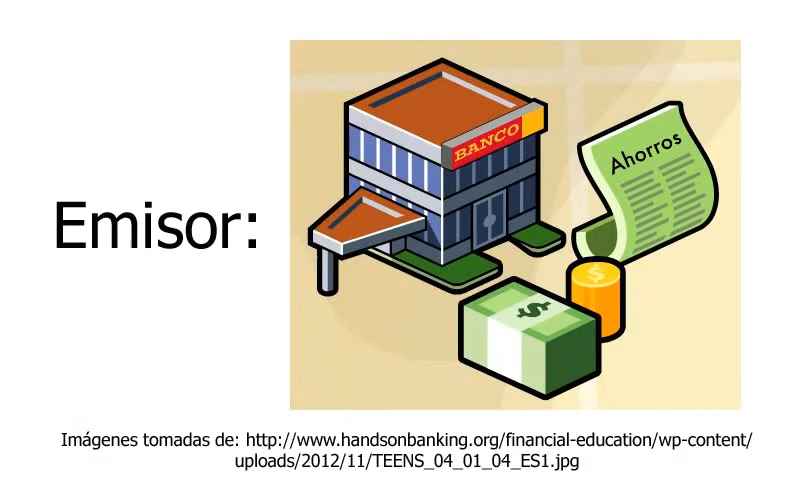 BANCO
Ahorros
Emisor:
Imágenes tomadas de: http://www.handsonbanking.org/financial-education/wp-content/
uploads/2012/11/TEENS_04_01_04_ES1.jpg